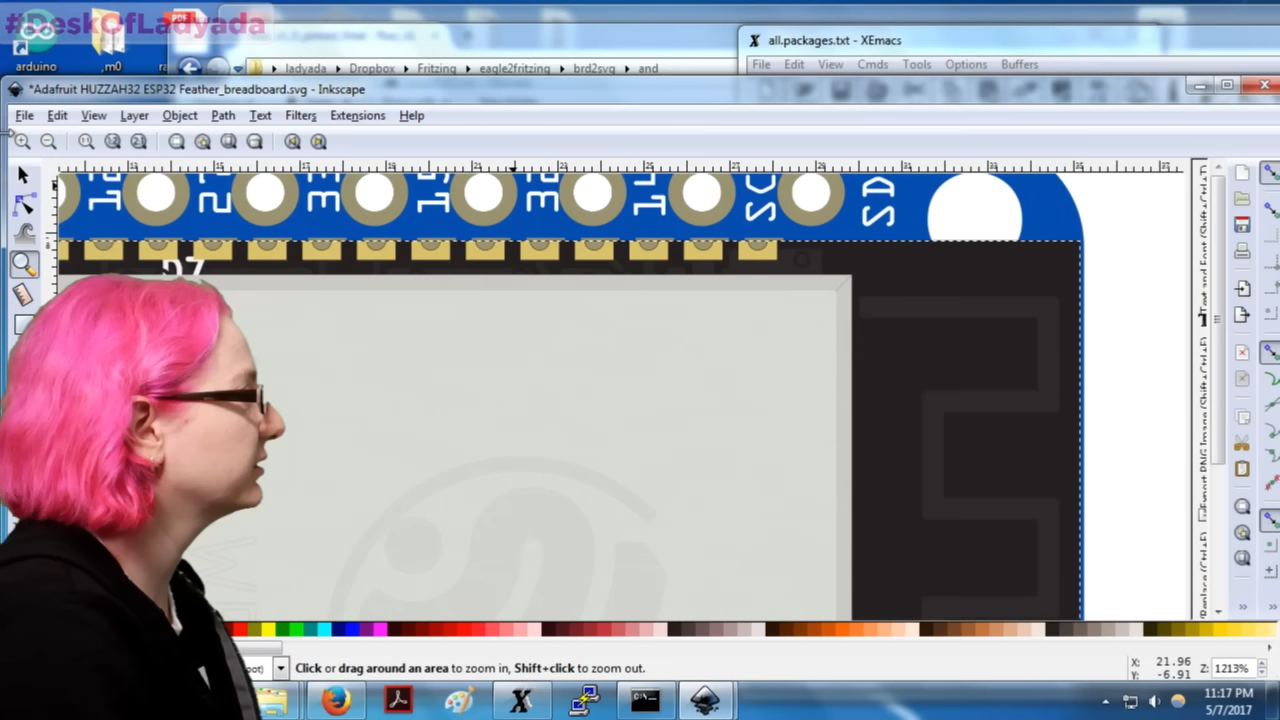 #DeskOfLadyada
PDF
arduino
,m0
ladyada
Dropbox
Fritzing
eagle2fritzing
brd2svg
and
all.packages.txt - XEmacs
File Edit View Cmds Tools Options Buffers
*Adafruit HUZZAH32 ESP32 Feather_breadboard.svg - Inkscape
File Edit View Layer Object Path Text Filters Extensions Help
SC
D7
Click or drag around an area to zoom in, Shift+click to zoom out.
X: 21.96
Y: -6.91
Z: 1213%
11:17 PM
5/7/2017